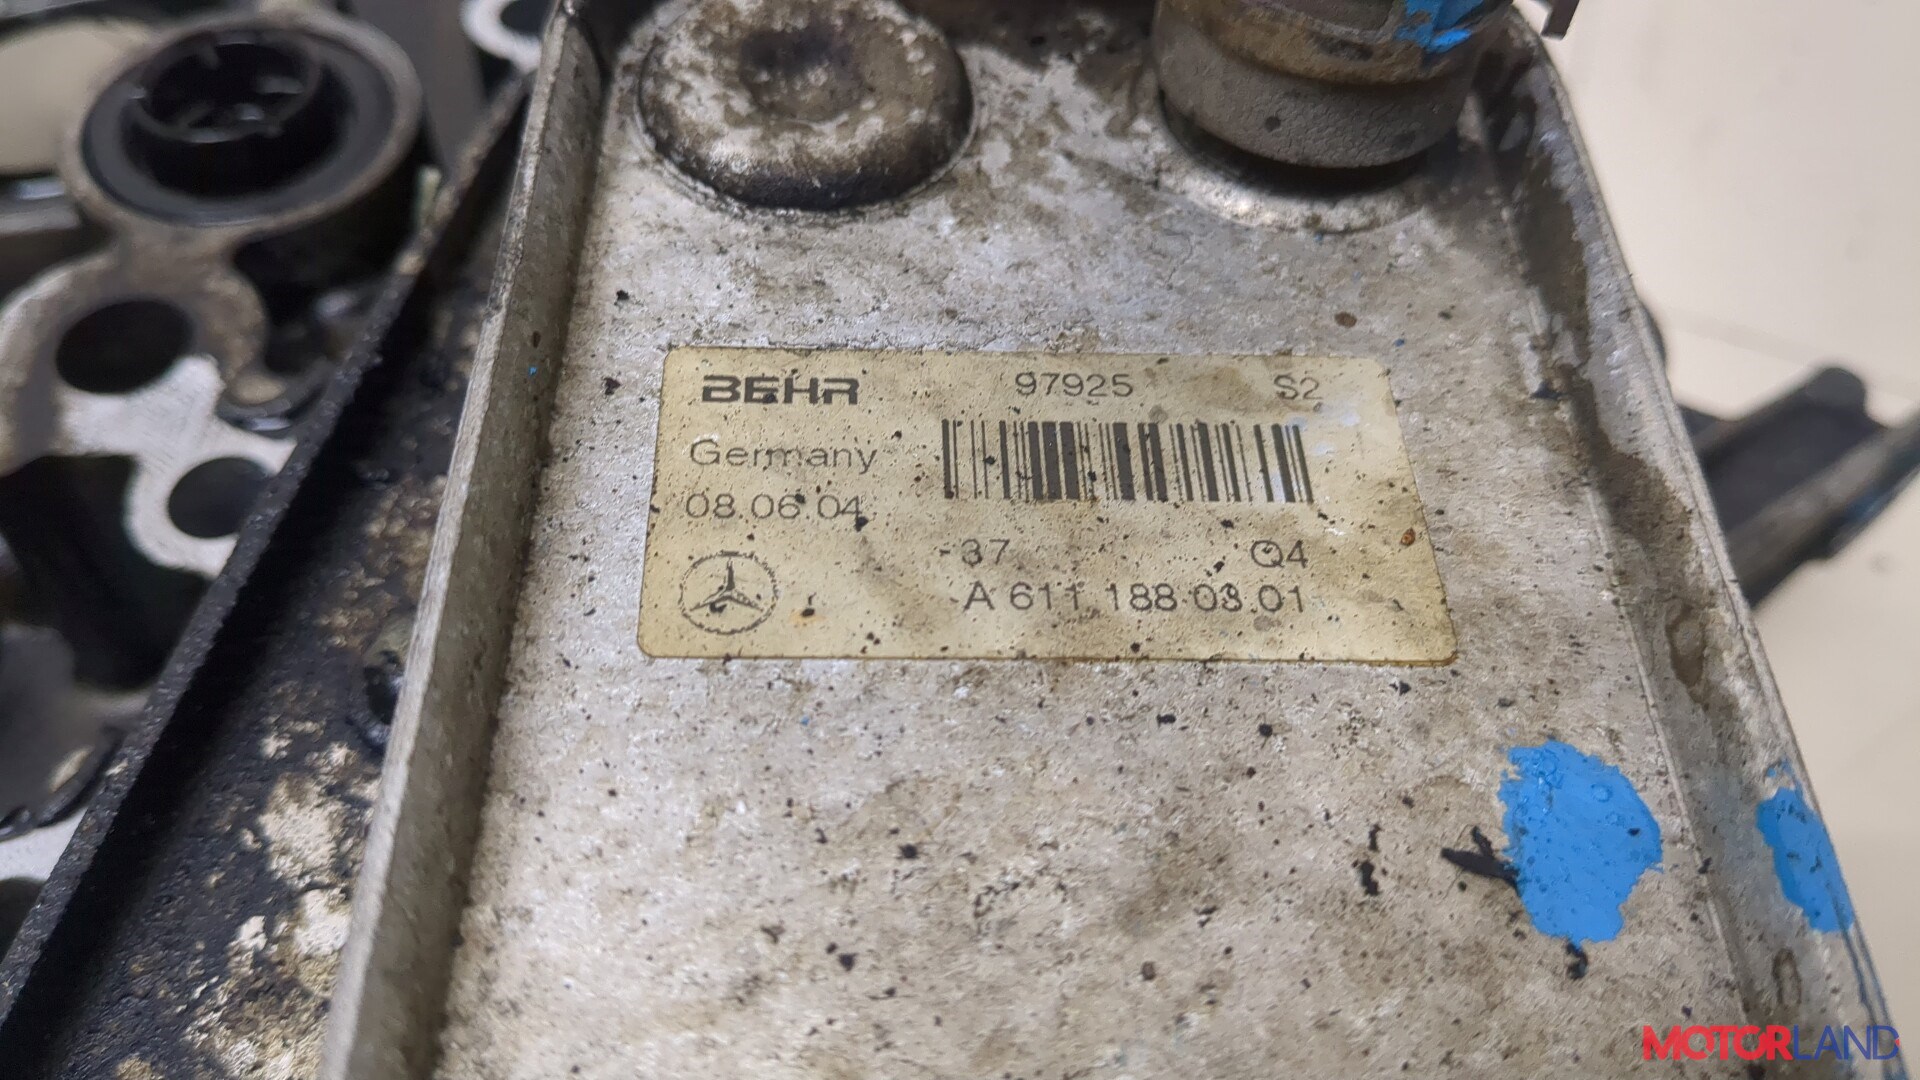 BEHR 97925 S2
Germany
08.06.04
-37 Q4
A 611 188 03 01
MOTORLAND